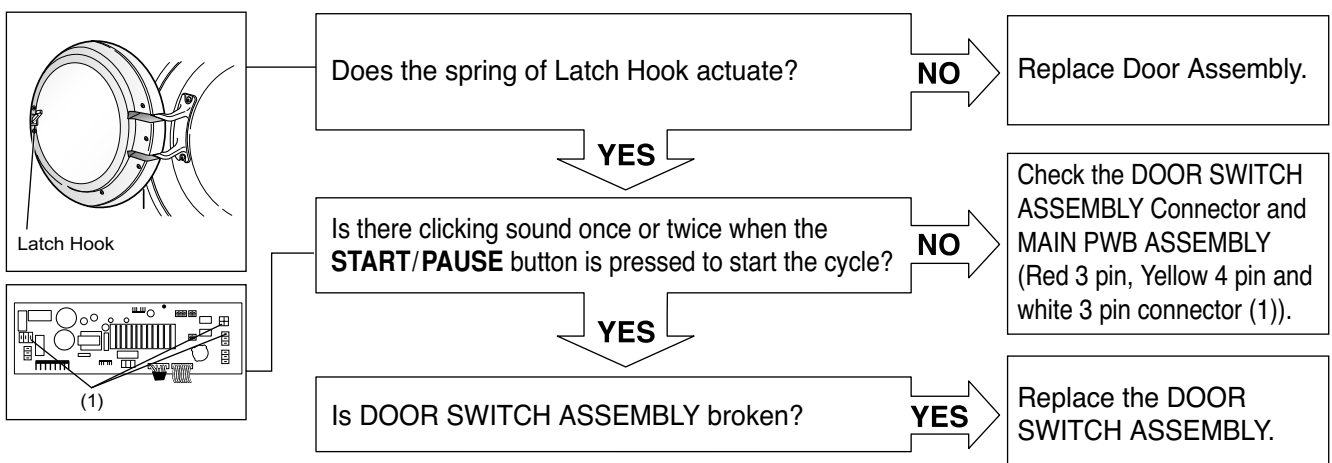 Latch Hook
Does the spring of Latch Hook actuate?
NO
Replace Door Assembly.
YES
(1)
Is there clicking sound once or twice when the
START/PAUSE button is pressed to start the cycle?
NO
Check the DOOR SWITCH
ASSEMBLY Connector and
MAIN PWB ASSEMBLY
(Red 3 pin, Yellow 4 pin and
white 3 pin connector (1)).
YES
Is DOOR SWITCH ASSEMBLY broken?
YES
Replace the DOOR
SWITCH ASSEMBLY.